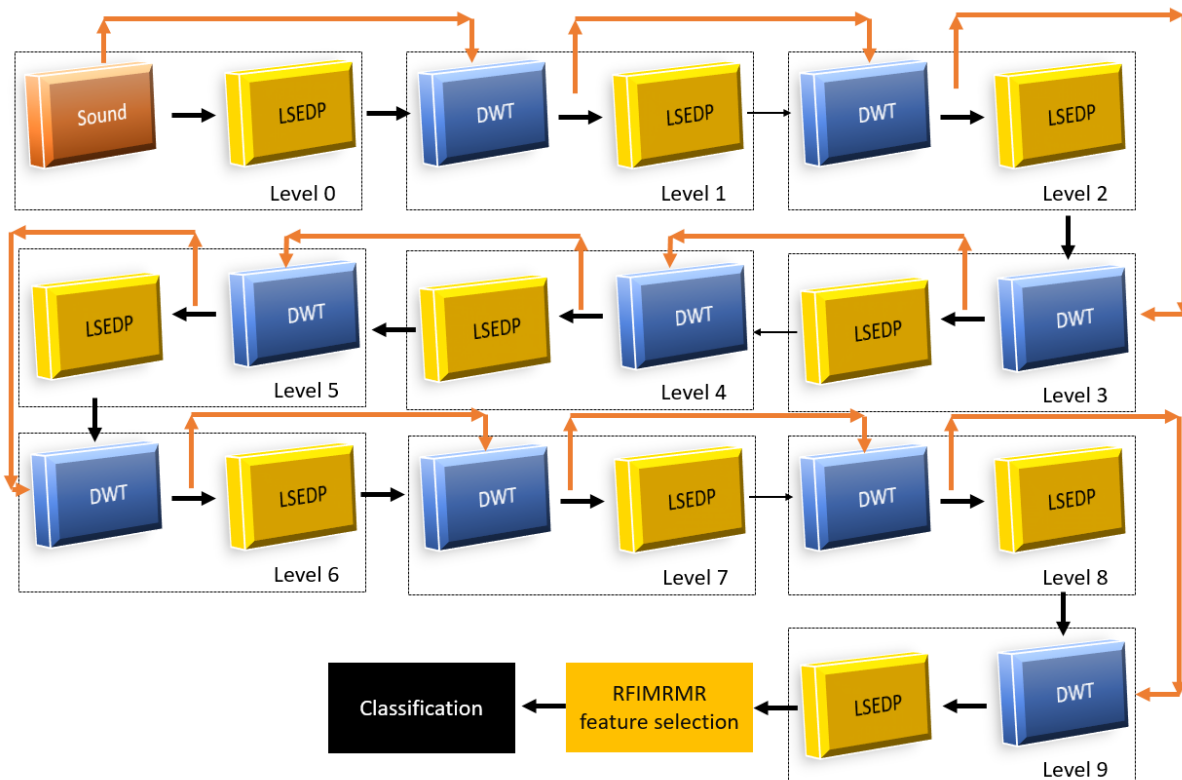 Sound
LSEDP
Level 0
DWT
LSEDP
Level 1
DWT
LSEDP
Level 2
DWT
LSEDP
Level 3
DWT
LSEDP
Level 4
DWT
LSEDP
Level 5
DWT
LSEDP
Level 6
DWT
LSEDP
Level 7
DWT
LSEDP
Level 8
DWT
LSEDP
Level 9
RFIMRMR
feature selection
Classification